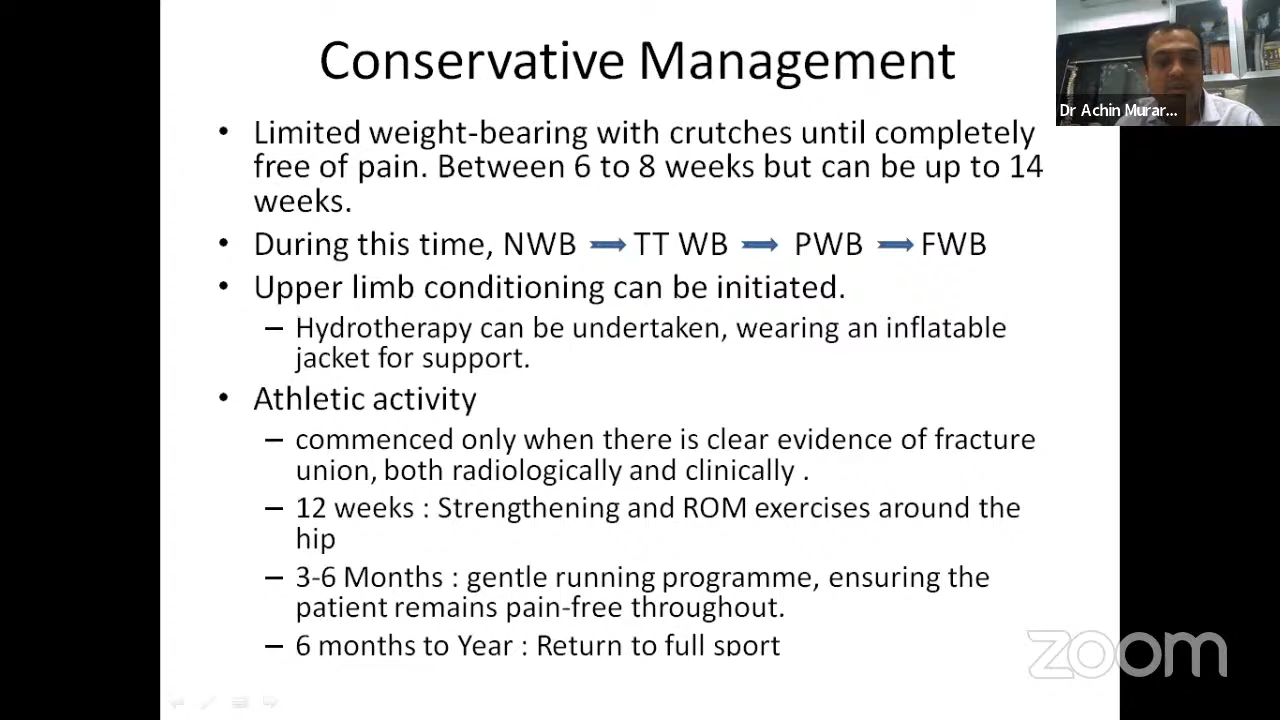 Conservative Management
Dr Achin Murar...
• Limited weight-bearing with crutches until completely
free of pain. Between 6 to 8 weeks but can be up to 14
weeks.
• During this time, NWB TT WB PWB FWB
• Upper limb conditioning can be initiated.
– Hydrotherapy can be undertaken, wearing an inflatable
jacket for support.
• Athletic activity
– commenced only when there is clear evidence of fracture
union, both radiologically and clinically .
– 12 weeks : Strengthening and ROM exercises around the
hip
– 3-6 Months : gentle running programme, ensuring the
patient remains pain-free throughout.
– 6 months to Year : Return to full sport
zoom